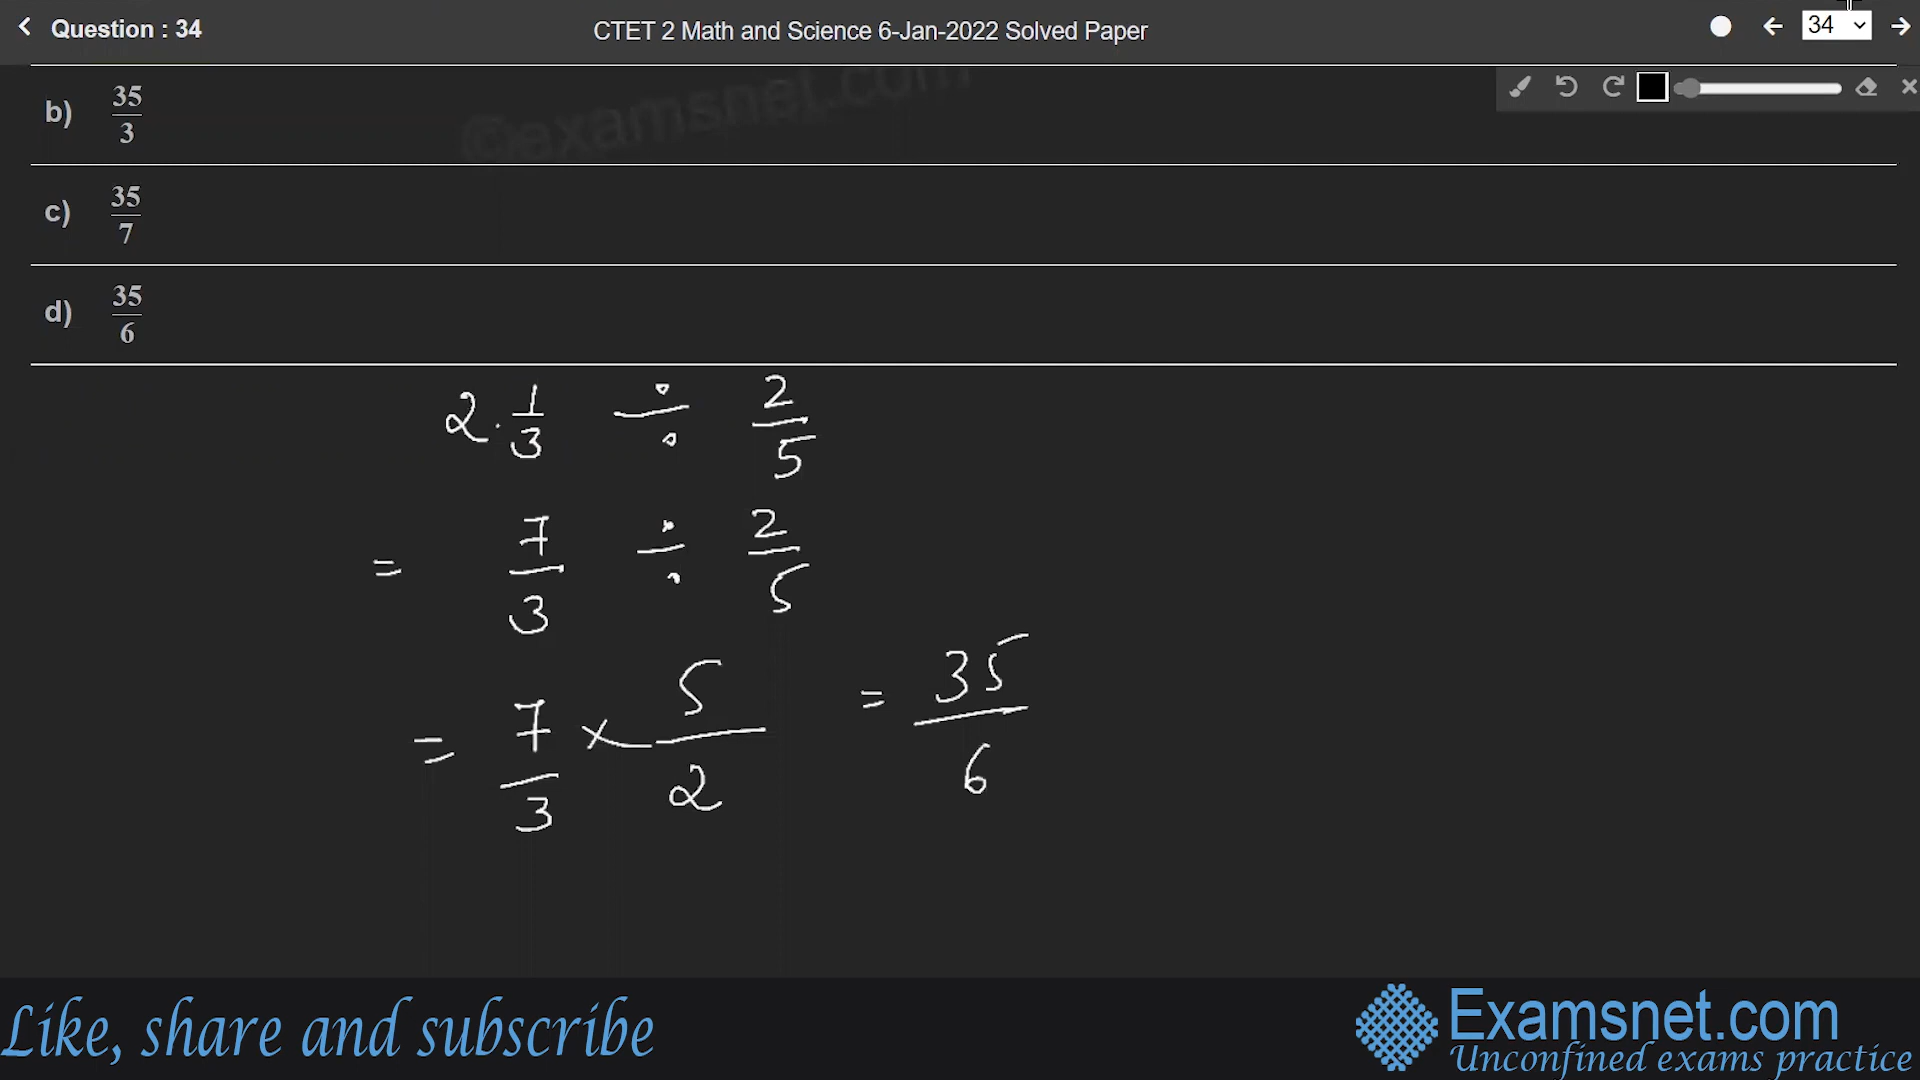 Question : 34
CTET 2 Math and Science 6-Jan-2022 Solved Paper
34
©examsnet.com
b) 35/3
c) 35/7
d) 35/6
2·1/3 ÷ 2/5
= 7/3 ÷ 2/5
= 7/3 × 5/2 = 35/6
Like, share and subscribe
Examsnet.com
Unconfined exams practice